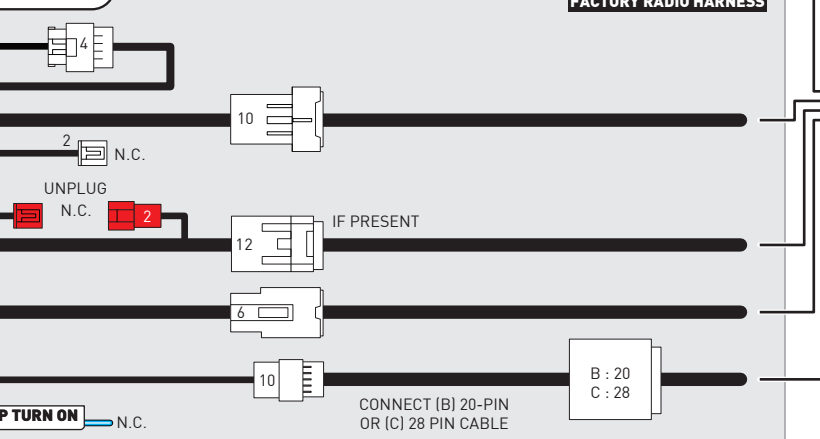 FACTORY RADIO HARNESS
4
10
2
N.C.
UNPLUG
N.C.
2
IF PRESENT
12
6
10
B : 20
C : 28
CONNECT (B) 20-PIN
OR (C) 28 PIN CABLE
P TURN ON
N.C.